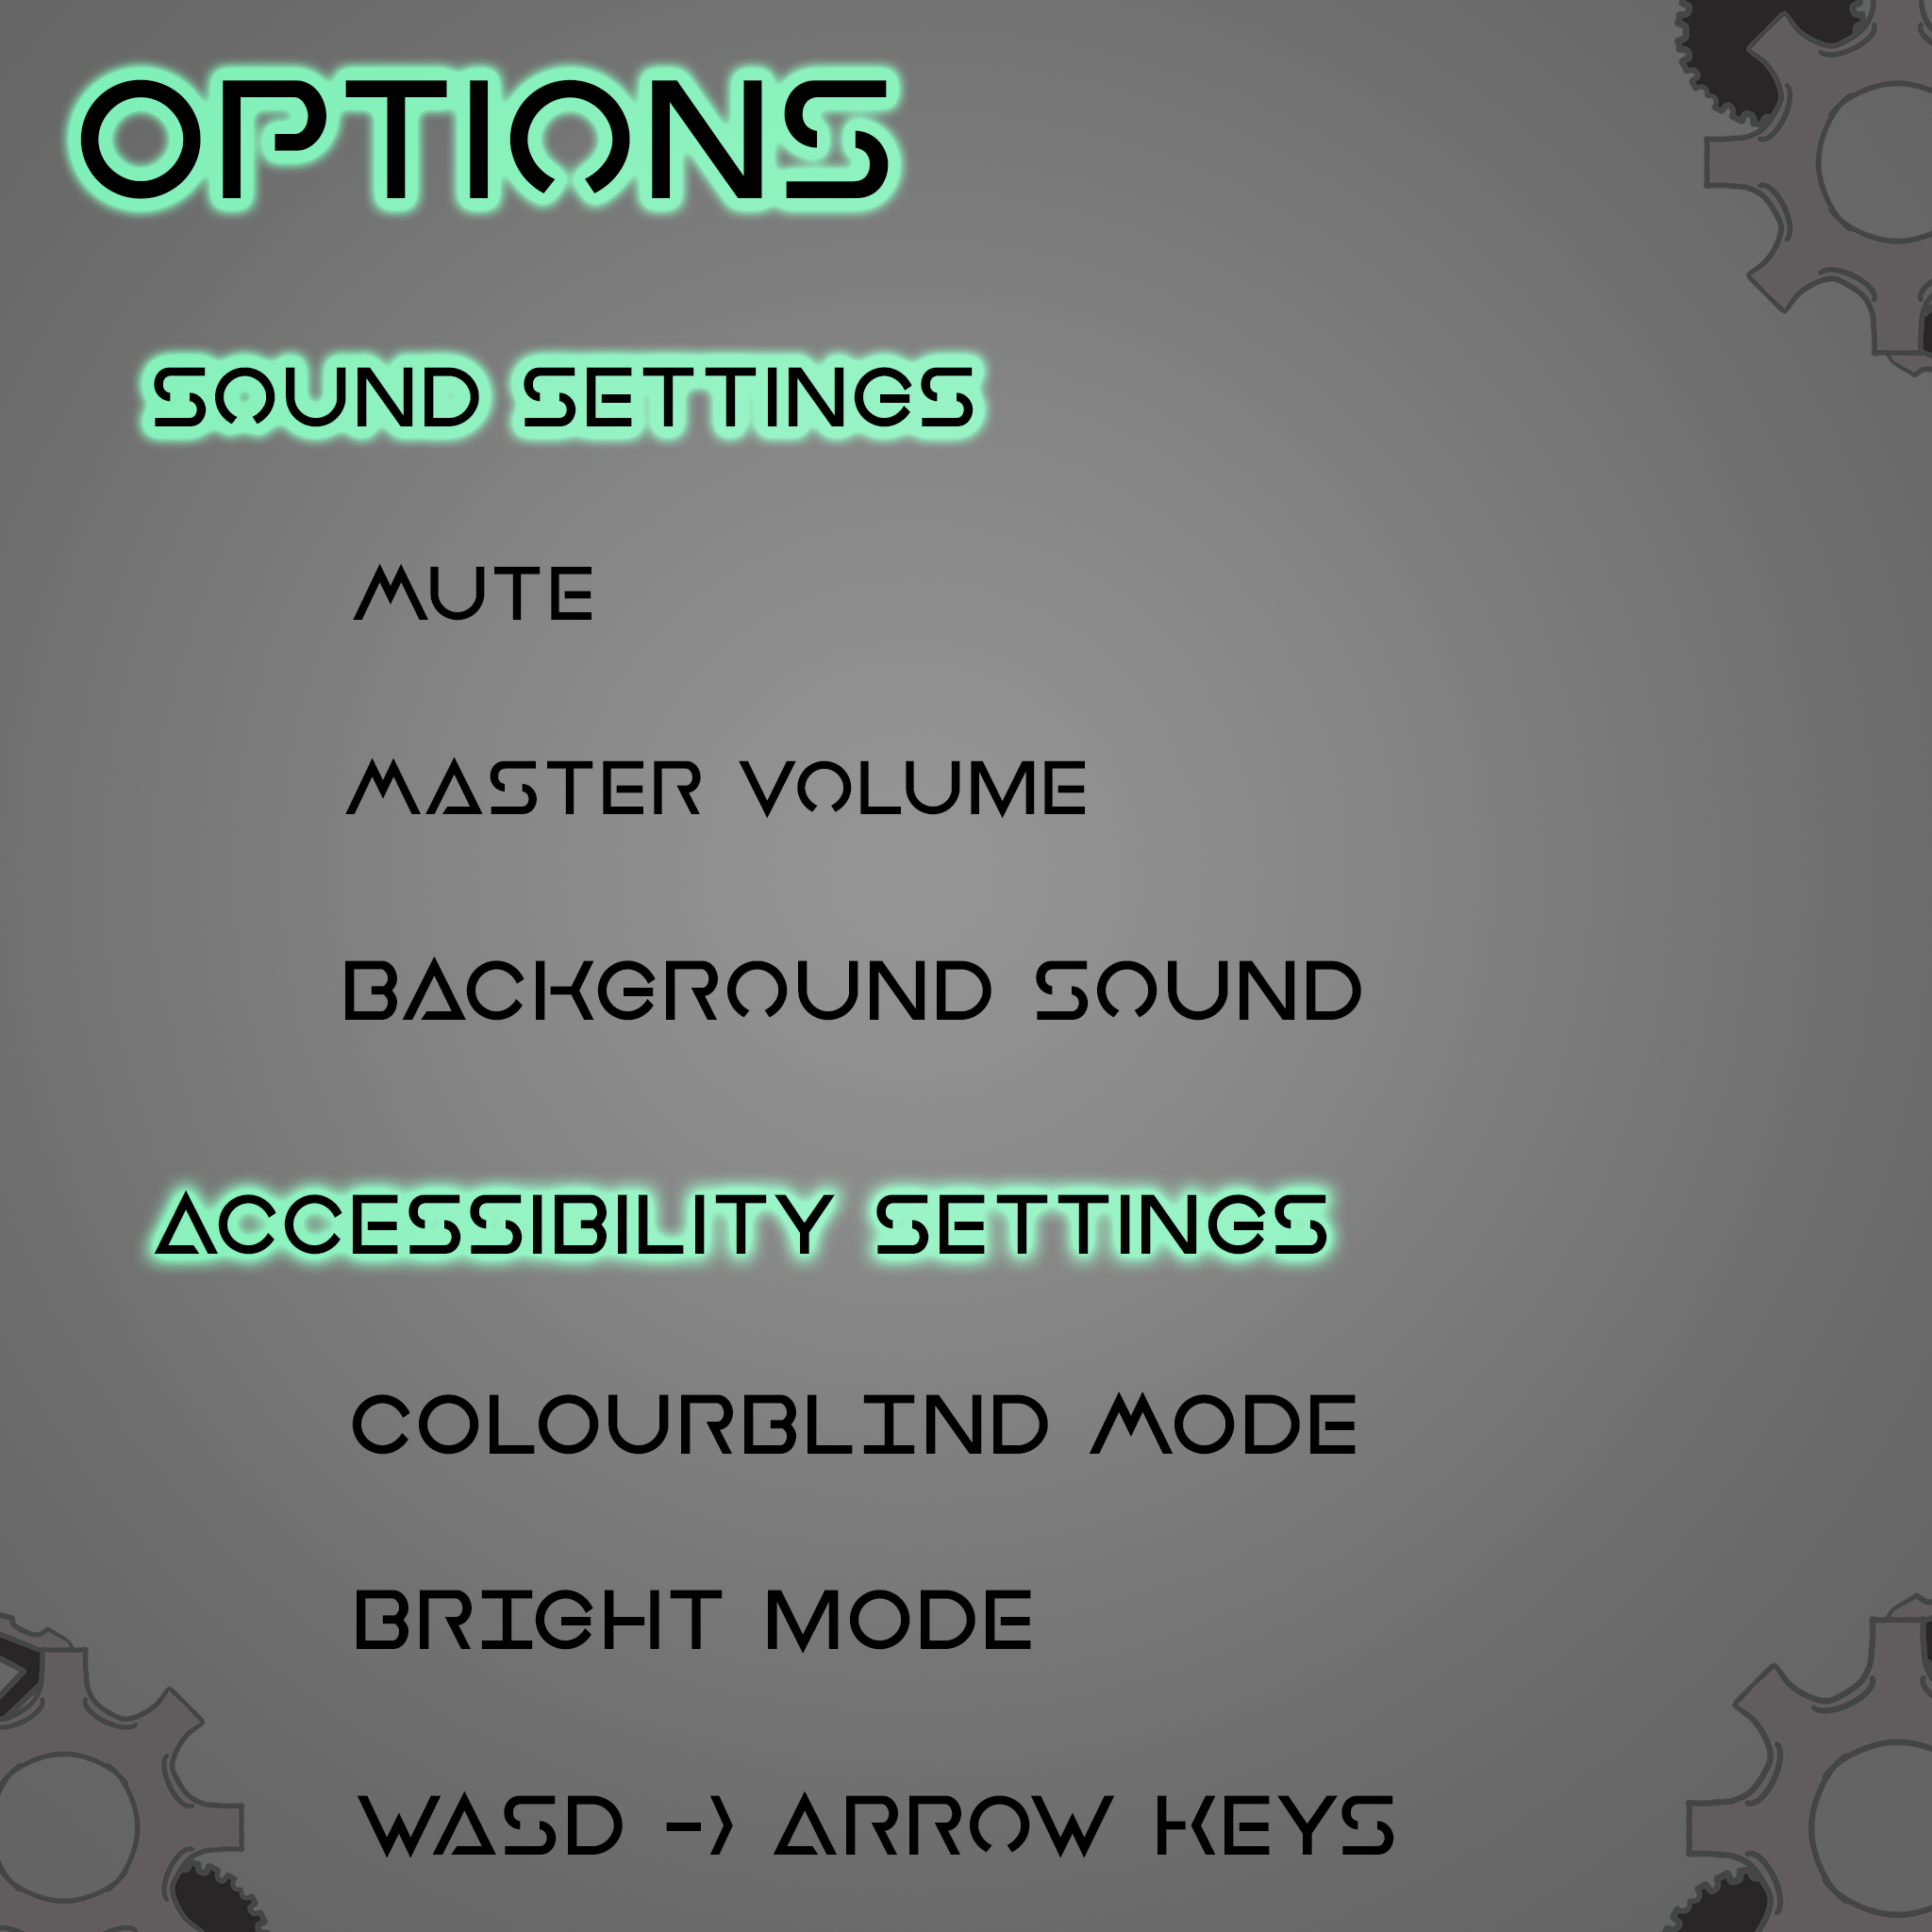 OPTIONS
SOUND SETTINGS
MUTE
MASTER VOLUME
BACKGROUND SOUND
ACCESSIBILITY SETTINGS
COLOURBLIND MODE
BRIGHT MODE
WASD -> ARROW KEYS